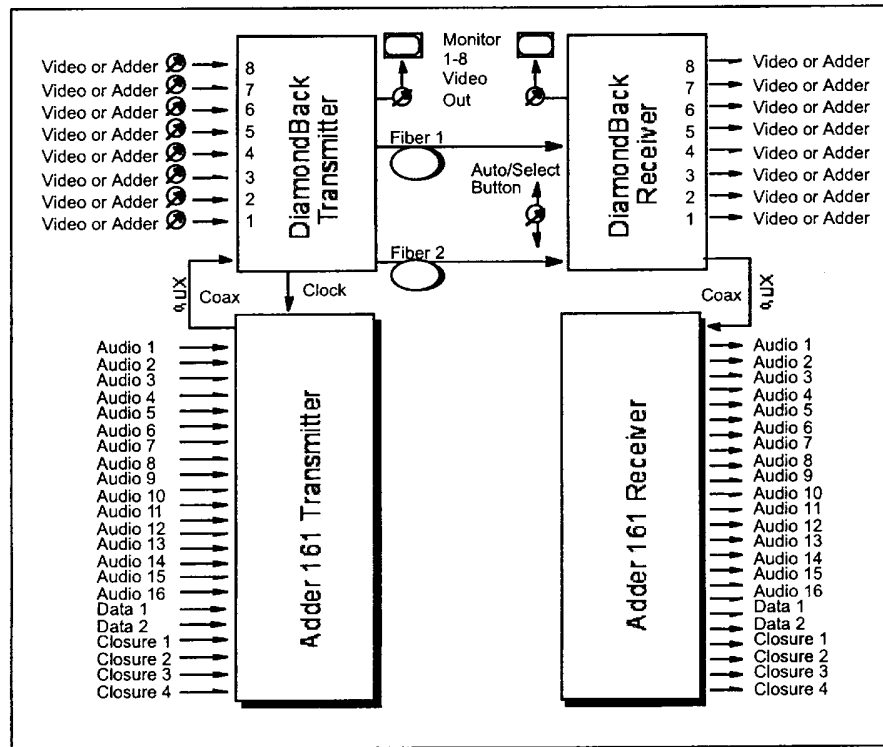 Monitor
1-8
Video
Out
Video or Adder 8
Video or Adder 7
Video or Adder 6
Video or Adder 5
Video or Adder 4
Video or Adder 3
Video or Adder 2
Video or Adder 1
DiamondBack
Transmitter
Fiber 1
Auto/Select
Button
Fiber 2
DiamondBack
Receiver
8 Video or Adder
7 Video or Adder
6 Video or Adder
5 Video or Adder
4 Video or Adder
3 Video or Adder
2 Video or Adder
1 Video or Adder
Coax
Clock
Coax
Audio 1
Audio 2
Audio 3
Audio 4
Audio 5
Audio 6
Audio 7
Audio 8
Audio 9
Audio 10
Audio 11
Audio 12
Audio 13
Audio 14
Audio 15
Audio 16
Data 1
Data 2
Closure 1
Closure 2
Closure 3
Closure 4
Adder 161 Transmitter
Adder 161 Receiver
Audio 1
Audio 2
Audio 3
Audio 4
Audio 5
Audio 6
Audio 7
Audio 8
Audio 9
Audio 10
Audio 11
Audio 12
Audio 13
Audio 14
Audio 15
Audio 16
Data 1
Data 2
Closure 1
Closure 2
Closure 3
Closure 4